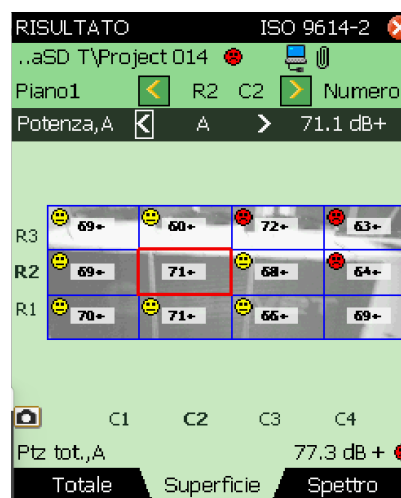 RISULTATO ISO 9614-2
..aSD T\Project 014
Piano1 < R2 C2 > Numero
Potenza,A < A > 71.1 dB+
R3 69+ 60+ 72+ 63+
R2 69+ 71+ 68+ 64+
R1 70+ 71+ 66+ 69+
C1 C2 C3 C4
Ptz tot.,A 77.3 dB +
Totale Superficie Spettro